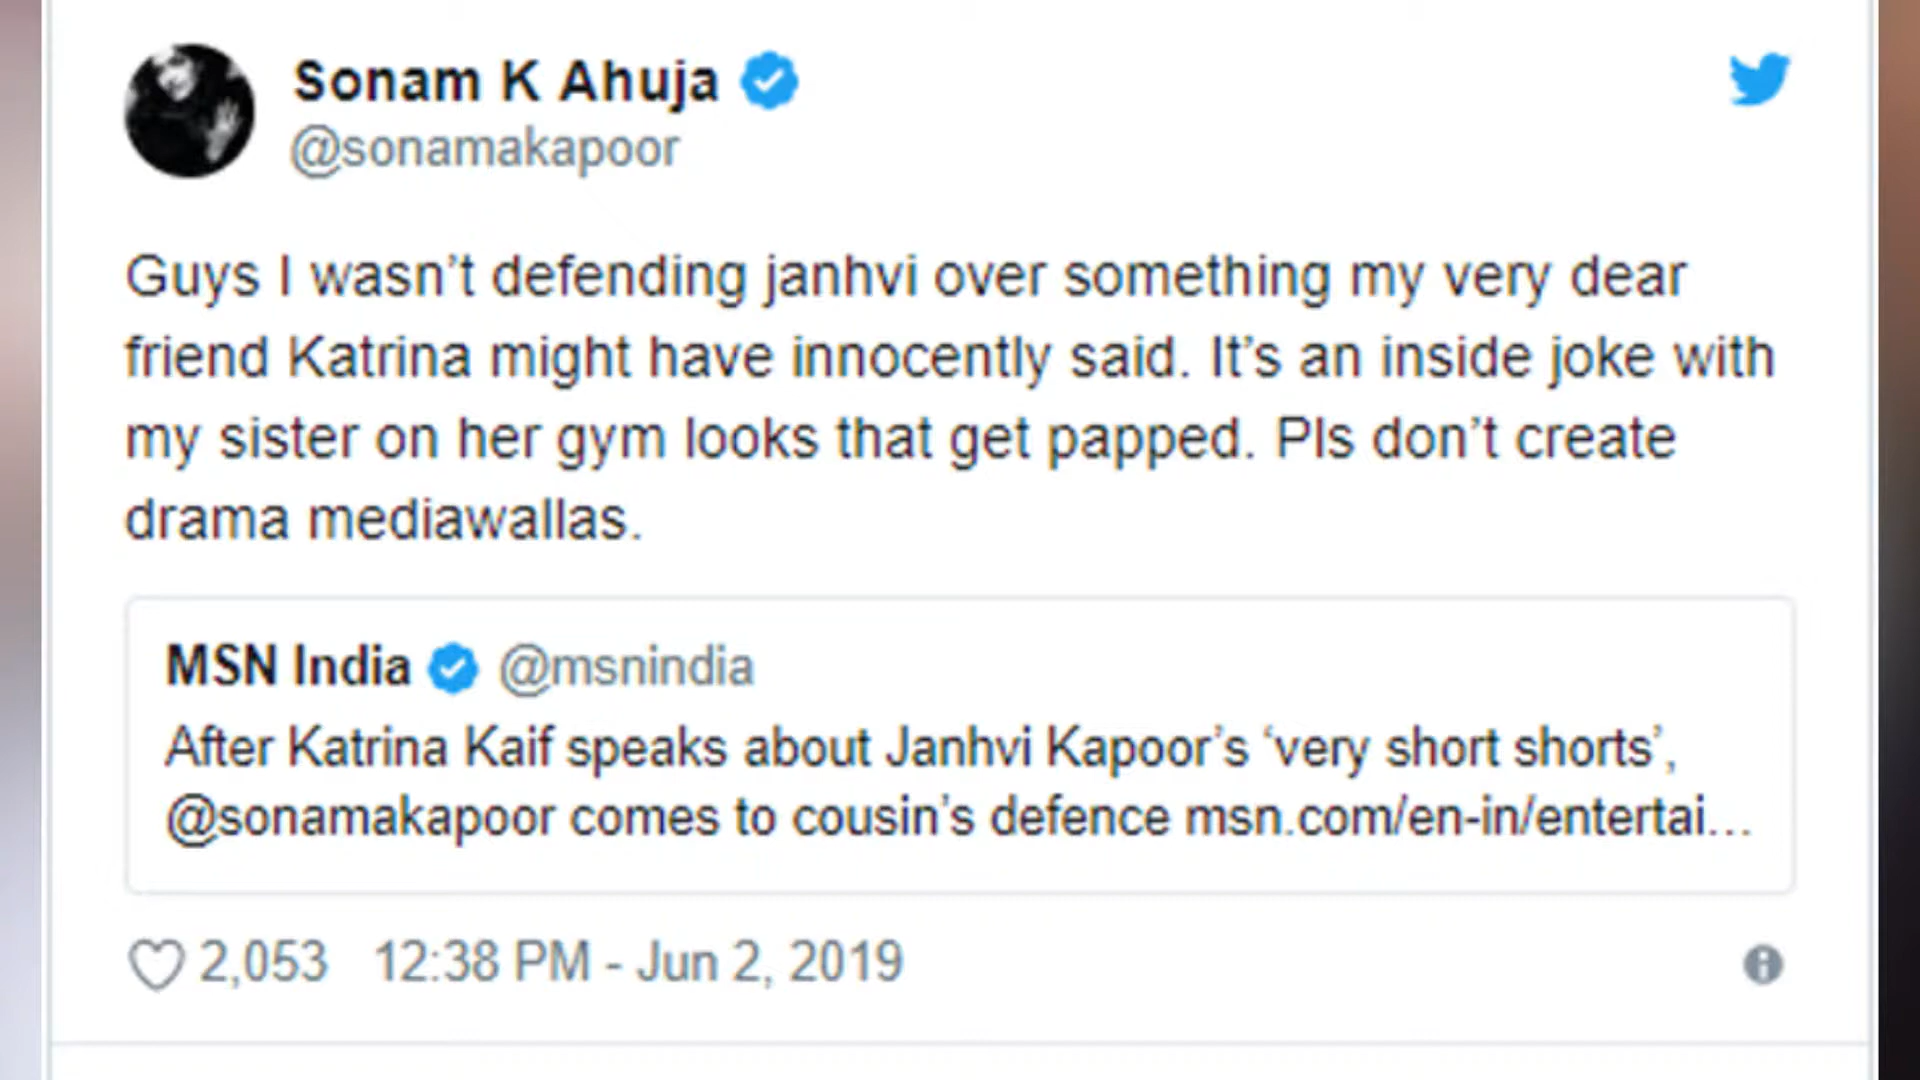 Sonam K Ahuja
@sonamakapoor
Guys I wasn’t defending janhvi over something my very dear
friend Katrina might have innocently said. It’s an inside joke with
my sister on her gym looks that get papped. Pls don’t create
drama mediawallas.
MSN India @msnindia
After Katrina Kaif speaks about Janhvi Kapoor’s ‘very short shorts’,
@sonamakapoor comes to cousin’s defence msn.com/en-in/entertai...
2,053 12:38 PM - Jun 2, 2019